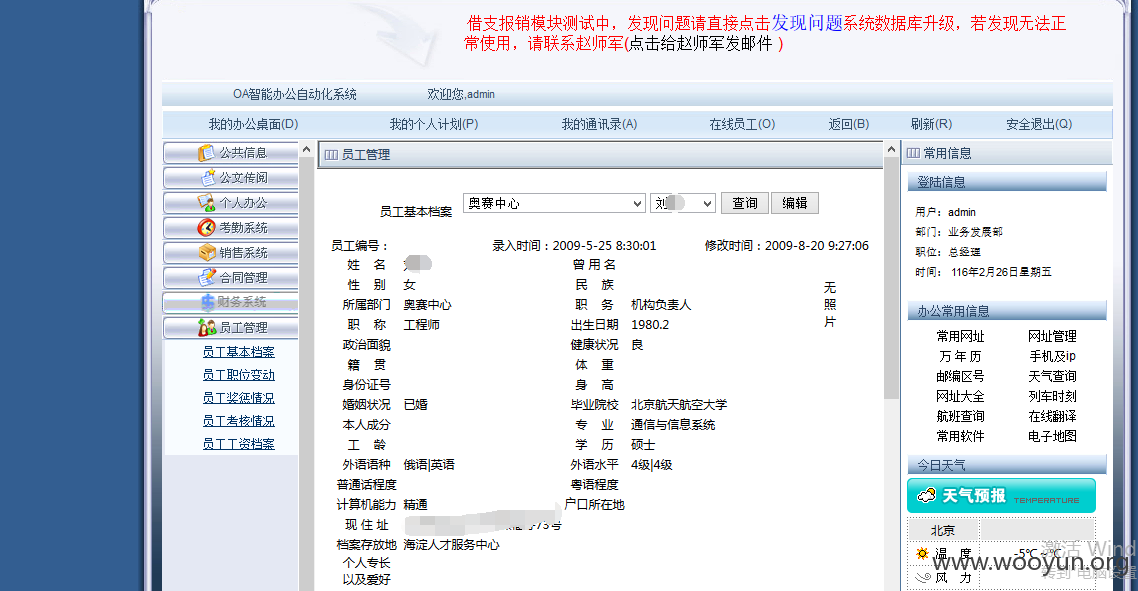 借支报销模块测试中，发现问题请直接点击发现问题系统数据库升级，若发现无法正
常使用，请联系赵师军(点击给赵师军发邮件 )
OA智能办公自动化系统 欢迎您,admin
我的办公桌面(D) 我的个人计划(P) 我的通讯录(A) 在线员工(O) 返回(B) 刷新(R) 安全退出(Q)
公共信息
公文传阅
个人办公
考勤系统
销售系统
合同管理
财务系统
员工管理
员工基本档案
员工职位变动
员工奖惩情况
员工考核情况
员工工资档案
员工管理
员工基本档案 奥赛中心 刘 查询 编辑
员工编号： 录入时间：2009-5-25 8:30:01 修改时间：2009-8-20 9:27:06
姓 名 曾 用 名
性 别 女 民 族
所属部门 奥赛中心 职 务 机构负责人
职 称 工程师 出生日期 1980.2
无
照
片
政治面貌 健康状况 良
籍 贯 体 重
身份证号 身 高
婚姻状况 已婚 毕业院校 北京航天航空大学
本人成分 专 业 通信与信息系统
工 龄 学 历 硕士
外语语种 俄语|英语 外语水平 4级|4级
普通话程度 粤语程度
计算机能力 精通 户口所在地
现 住 址 75号
档案存放地 海淀人才服务中心
个人专长
以及爱好
常用信息
登陆信息
用户： admin
部门： 业务发展部
职位： 总经理
时间： 116年2月26日星期五
办公常用信息
常用网址 网址管理
万 年 历 手机及ip
邮编区号 天气查询
网址大全 列车时刻
航班查询 在线翻译
常用软件 电子地图
今日天气
天气预报 TEMPERATURE
北京
温 度 -5℃~℃
风 力
激活 Wind
转到"电脑设置"
www.wooyun.org